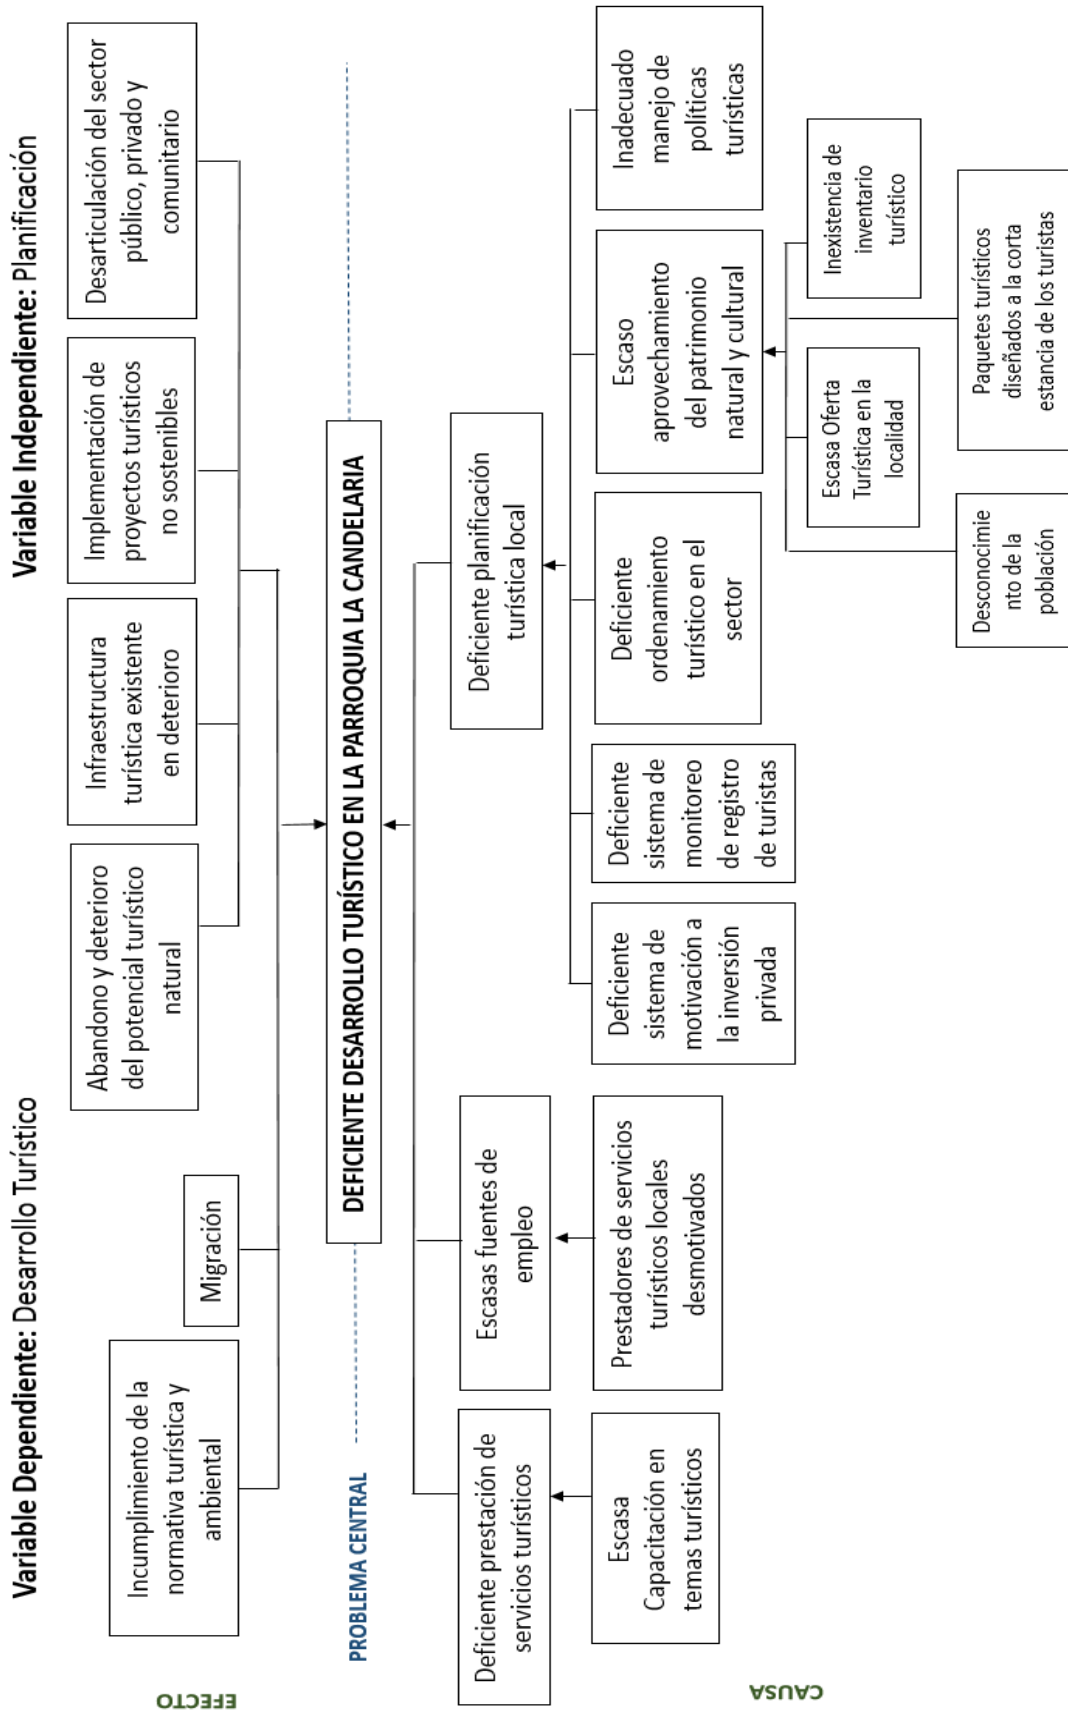 Variable Dependiente: Desarrollo Turístico
Variable Independiente: Planificación
EFECTO
Incumplimiento de la
normativa turística y
ambiental
Migración
Abandono y deterioro
del potencial turístico
natural
Infraestructura
turística existente
en deterioro
Implementación de
proyectos turísticos
no sostenibles
Desarticulación del sector
público, privado y
comunitario
PROBLEMA CENTRAL
DEFICIENTE DESARROLLO TURÍSTICO EN LA PARROQUIA LA CANDELARIA
Deficiente prestación de
servicios turísticos
Escasas fuentes de
empleo
Deficiente planificación
turística local
CAUSA
Escasa
Capacitación en
temas turísticos
Prestadores de servicios
turísticos locales
desmotivados
Deficiente
sistema de
motivación a
la inversión
privada
Deficiente
sistema de
monitoreo
de registro
de turistas
Deficiente
ordenamiento
turístico en el
sector
Escaso
aprovechamiento
del patrimonio
natural y cultural
Inadecuado
manejo de
políticas
turísticas
Escasa Oferta
Turística en la
localidad
Inexistencia de
inventario
turístico
Desconocimie
nto de la
población
Paquetes turísticos
diseñados a la corta
estancia de los turistas